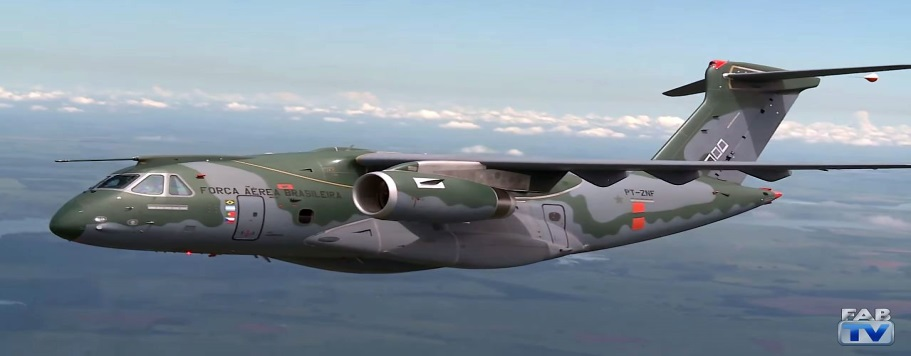 FORÇA AÉREA BRASILEIRA
PT-ZNF
FAB
TV